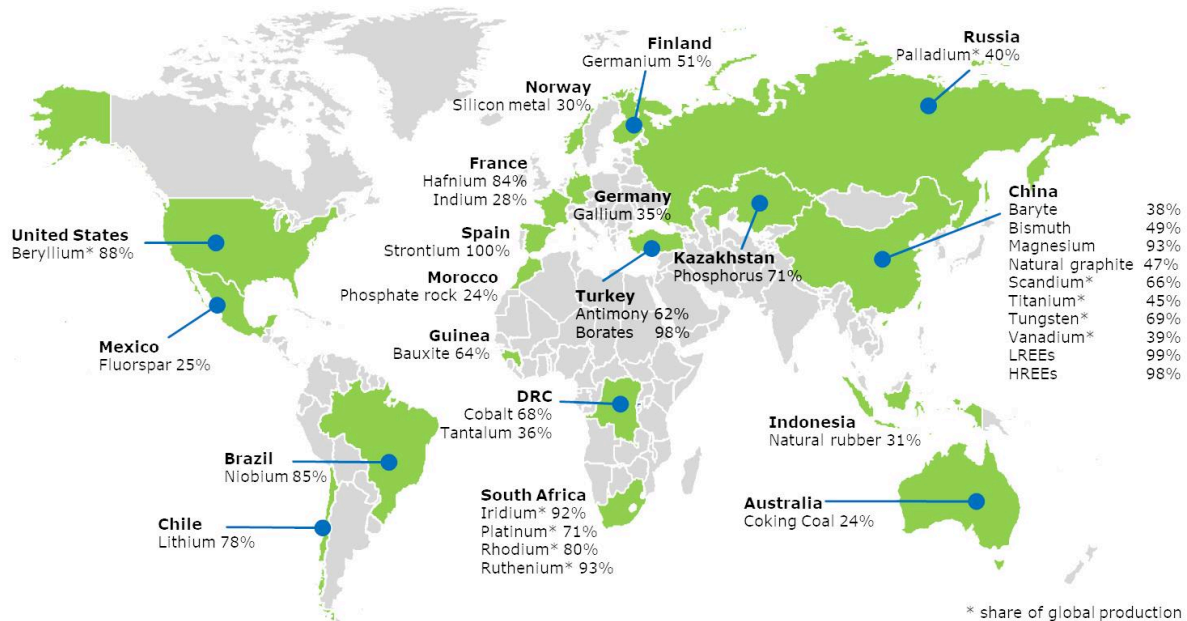 Finland
Germanium 51%
Russia
Palladium* 40%
Norway
Silicon metal 30%
France
Hafnium 84%
Indium 28%
Germany
Gallium 35%
China
Baryte 38%
Bismuth 49%
Magnesium 93%
Natural graphite 47%
Scandium* 66%
Titanium* 45%
Tungsten* 69%
Vanadium* 39%
LREEs 99%
HREEs 98%
United States
Beryllium* 88%
Spain
Strontium 100%
Kazakhstan
Phosphorus 71%
Morocco
Phosphate rock 24%
Turkey
Antimony 62%
Borates 98%
Mexico
Fluorspar 25%
Guinea
Bauxite 64%
DRC
Cobalt 68%
Tantalum 36%
Indonesia
Natural rubber 31%
Brazil
Niobium 85%
South Africa
Iridium* 92%
Platinum* 71%
Rhodium* 80%
Ruthenium* 93%
Australia
Coking Coal 24%
Chile
Lithium 78%
* share of global production